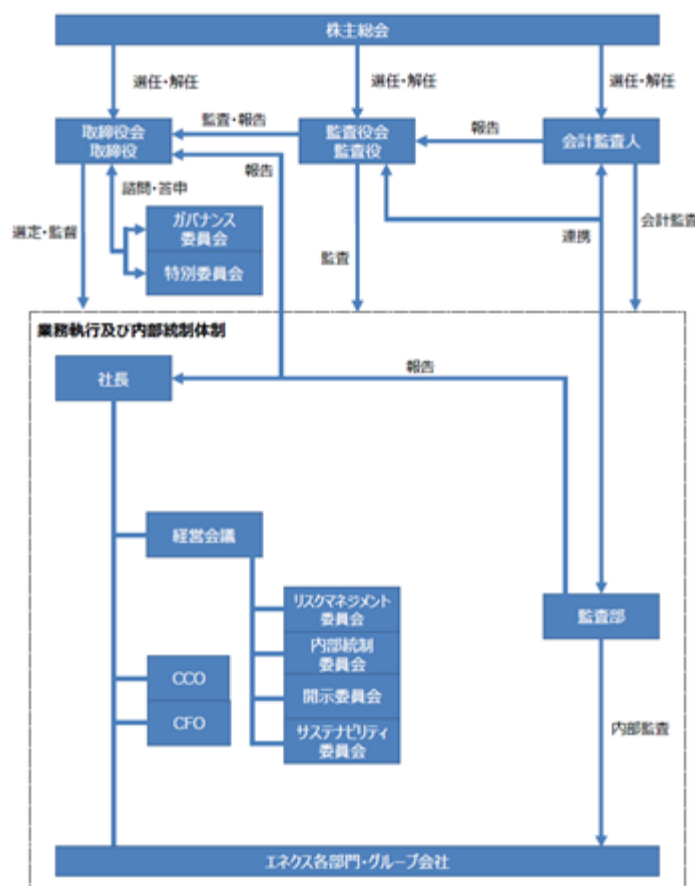 株主総会
選任・解任
選任・解任
選任・解任
取締役会
取締役
監査・報告
監査役会
監査役
報告
会計監査人
報告
諮問・答申
選定・監督
ガバナンス
委員会
特別委員会
監査
連携
会計監査
業務執行及び内部統制体制
社長
報告
経営会議
リスクマネジメント
委員会
内部統制
委員会
開示委員会
サステナビリティ
委員会
CCO
CFO
監査部
内部監査
エネクス各部門・グループ会社